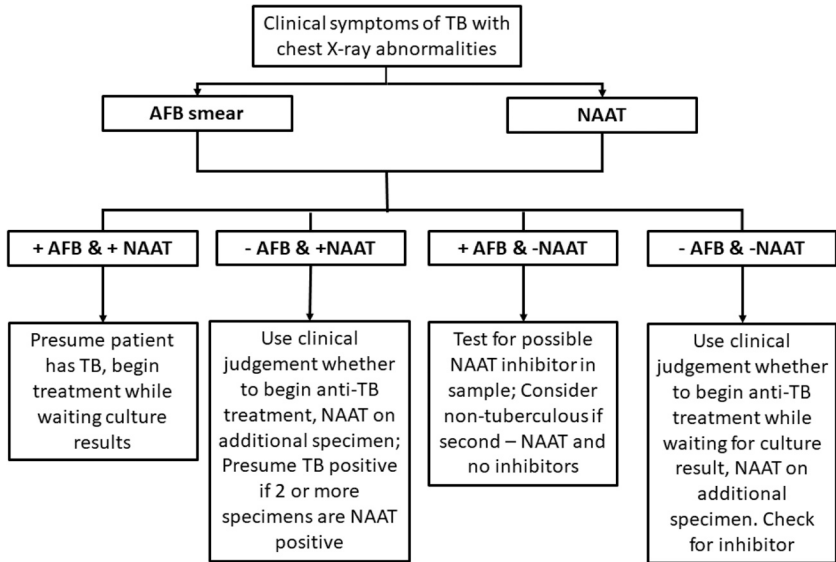 Clinical symptoms of TB with
chest X-ray abnormalities
AFB smear
NAAT
+ AFB & + NAAT
- AFB & +NAAT
+ AFB & -NAAT
- AFB & -NAAT
Presume patient
has TB, begin
treatment while
waiting culture
results
Use clinical
judgement whether
to begin anti-TB
treatment, NAAT on
additional specimen;
Presume TB positive
if 2 or more
specimens are NAAT
positive
Test for possible
NAAT inhibitor in
sample; Consider
non-tuberculous if
second – NAAT and
no inhibitors
Use clinical
judgement whether
to begin anti-TB
treatment while
waiting for culture
result, NAAT on
additional
specimen. Check
for inhibitor